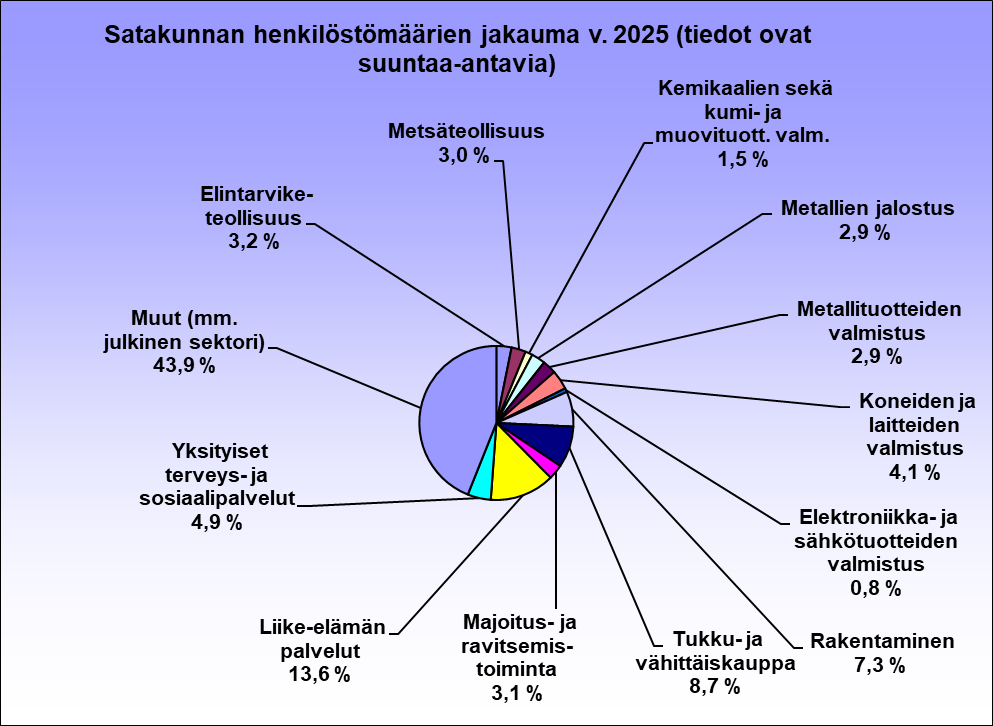 Satakunnan henkilöstömäärien jakauma v. 2025 (tiedot ovat
suuntaa-antavia)
Kemikaalien sekä
kumi- ja
muovituott. valm.
1,5 %
Metsäteollisuus
3,0 %
Elintarvike-
teollisuus
3,2 %
Metallien jalostus
2,9 %
Metallituotteiden
valmistus
2,9 %
Muut (mm.
julkinen sektori)
43,9 %
Koneiden ja
laitteiden
valmistus
4,1 %
Yksityiset
terveys- ja
sosiaalipalvelut
4,9 %
Elektroniikka- ja
sähkötuotteiden
valmistus
0,8 %
Liike-elämän
palvelut
13,6 %
Majoitus- ja
ravitsemis-
toiminta
3,1 %
Tukku- ja
vähittäiskauppa
8,7 %
Rakentaminen
7,3 %